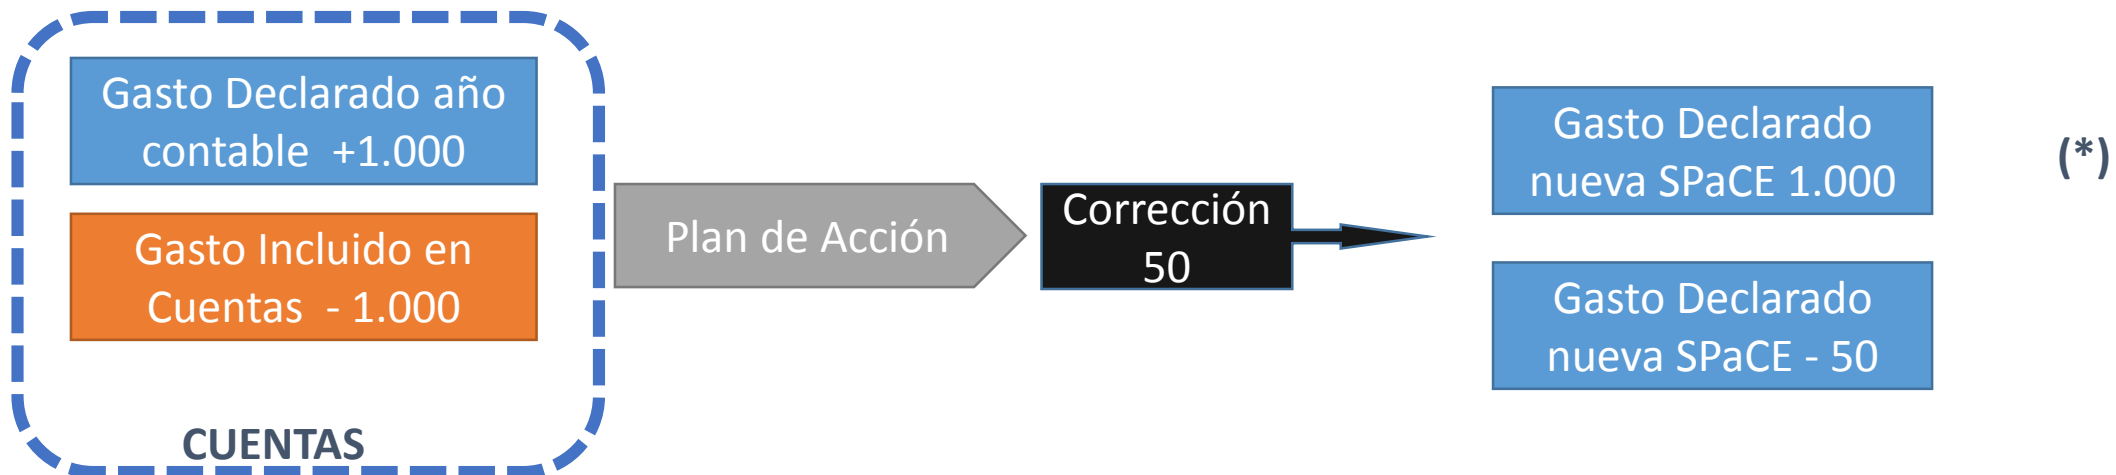 Gasto Declarado año
contable +1.000
Gasto Incluido en
Cuentas - 1.000
CUENTAS
Plan de Acción
Corrección
50
Gasto Declarado
nueva SPaCE 1.000
(*)
Gasto Declarado
nueva SPaCE - 50